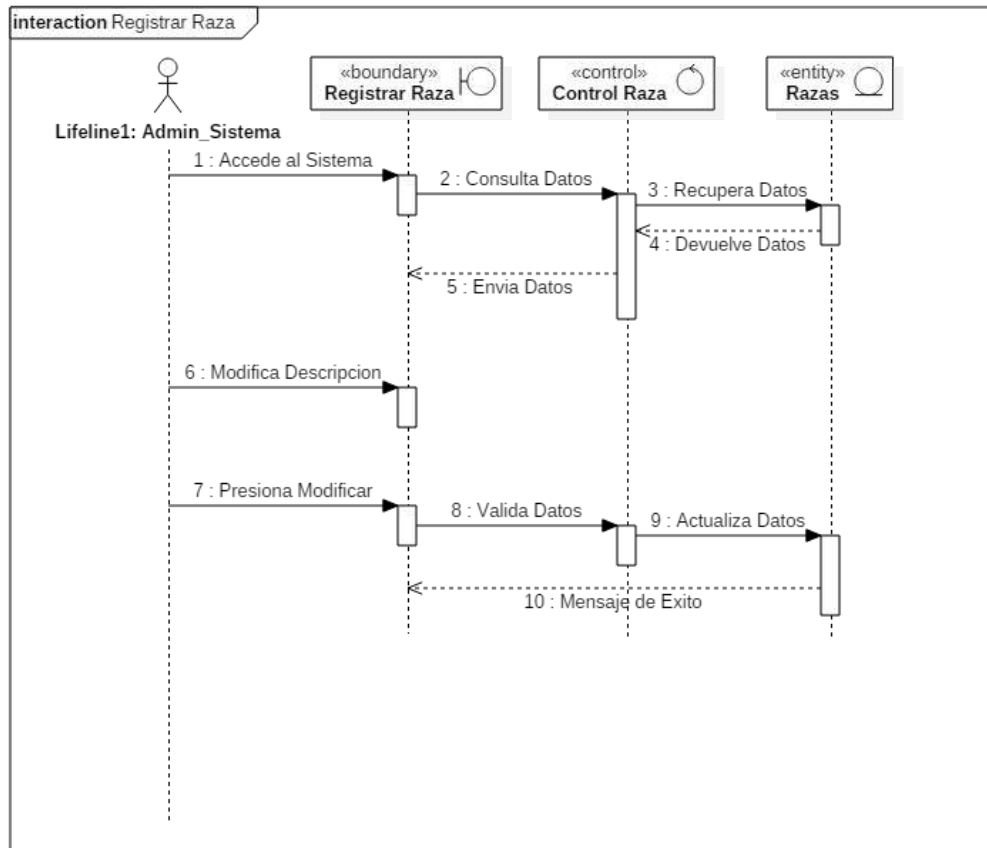 interaction Registrar Raza
«boundary»
Registrar Raza
«control»
Control Raza
«entity»
Razas
Lifeline1: Admin_Sistema
1 : Accede al Sistema
2 : Consulta Datos
3 : Recupera Datos
4 : Devuelve Datos
5 : Envia Datos
6 : Modifica Descripcion
7 : Presiona Modificar
8 : Valida Datos
9 : Actualiza Datos
10 : Mensaje de Exito